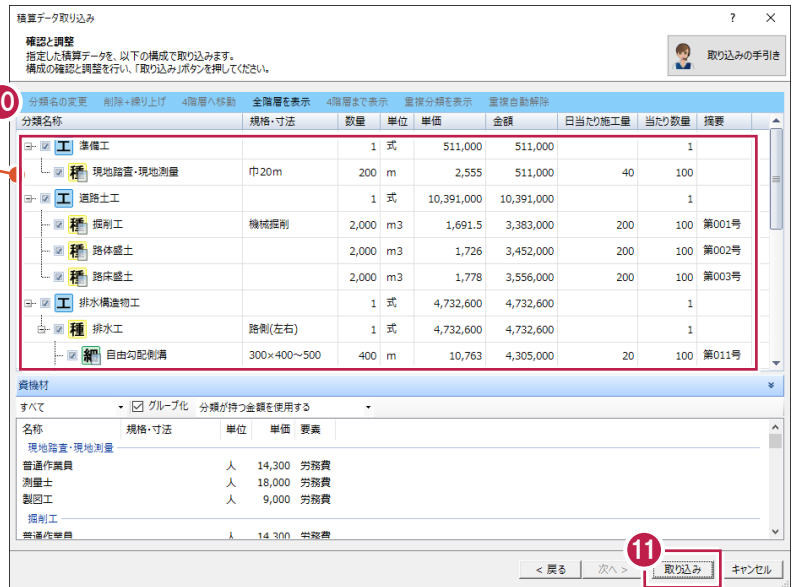 積算データ取り込み ? ×
確認と調整
指定した積算データを、以下の構成で取り込みます。
構成の確認と調整を行い、「取り込み」ボタンを押してください。
取り込みの手引き
0
分類名の変更 削除+繰り上げ 4階層へ移動 全階層を表示 4階層まで表示 重複分類を表示 重複自動解除
分類名称 規格・寸法 数量 単位 単価 金額 日当たり施工量 当たり数量 摘要
工 準備工 1 式 511,000 511,000 1
種 現地踏査・現地測量 巾20m 200 m 2,555 511,000 40 100
工 道路土工 1 式 10,391,000 10,391,000 1
種 掘削工 機械掘削 2,000 m3 1,691.5 3,383,000 200 100 第001号
種 路体盛土 2,000 m3 1,726 3,452,000 200 100 第002号
種 路床盛土 2,000 m3 1,778 3,556,000 200 100 第003号
工 排水構造物工 1 式 4,732,600 4,732,600 1
種 排水工 路側(左右) 1 式 4,732,600 4,732,600 1
細 自由勾配側溝 300×400～500 400 m 10,763 4,305,000 20 100 第011号
資機材
すべて グループ化 分類が持つ金額を使用する
名称 規格・寸法 単位 単価 要素
現地踏査・現地測量
普通作業員 人 14,300 労務費
測量士 人 18,000 労務費
製図工 人 9,000 労務費
掘削工
普通作業員 人 14,300 労務費
11
< 戻る 次へ > 取り込み キャンセル